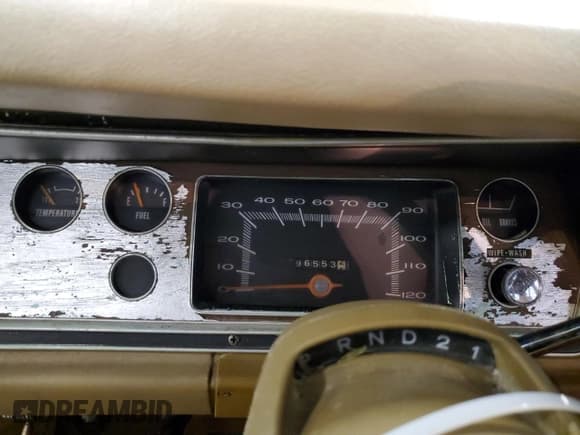 30 40 50 60 70 80 90
20 100
10 110
0 120
96553
TEMPERATURE
FUEL
E F
OIL BRAKES
WIPE-WASH
P R N D 2 1
DREAMBID